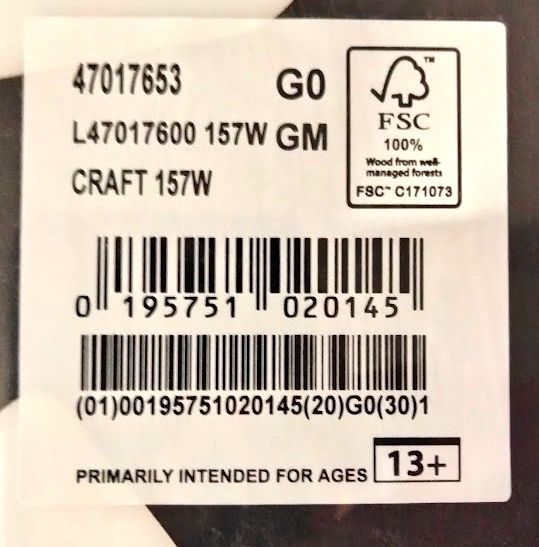 47017653 G0
L47017600 157W GM
CRAFT 157W
™
FSC
100%
Wood from well-
managed forests
FSC™ C171073
0 195751 020145
(01)00195751020145(20)G0(30)1
PRIMARILY INTENDED FOR AGES 13+